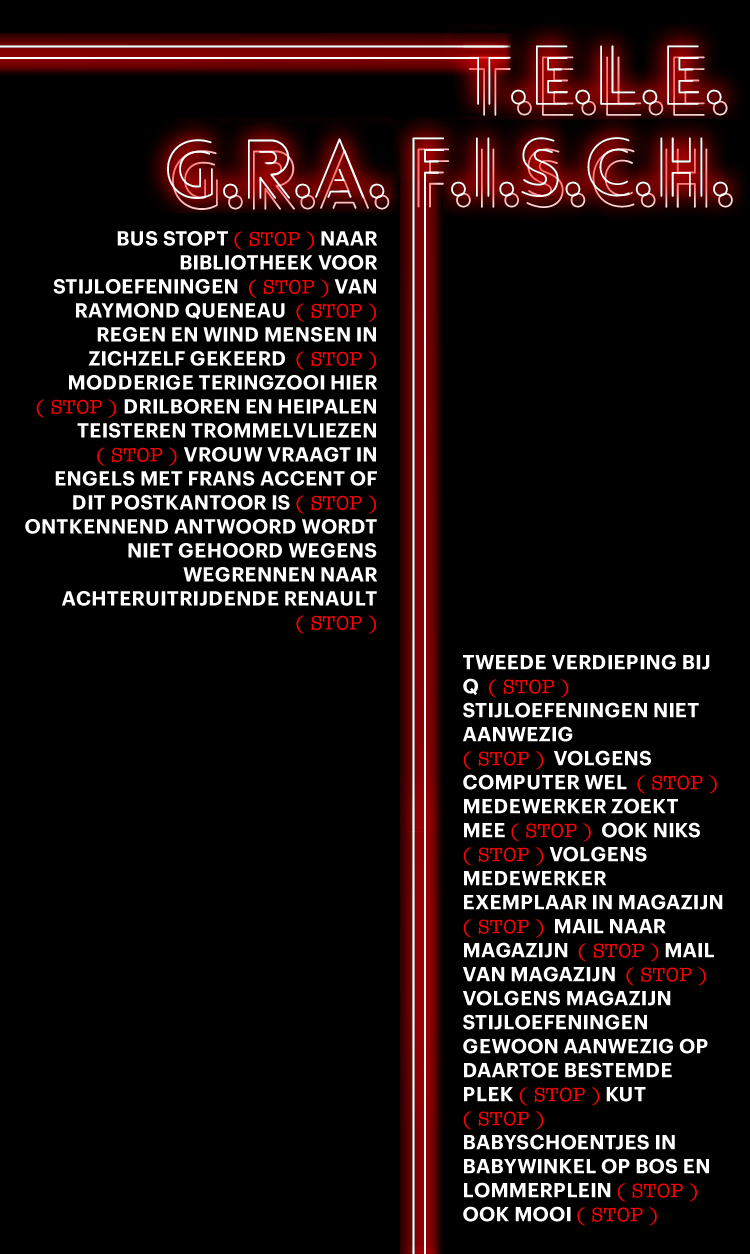 T.E.L.E.
G.R.A. F.I.S.C.H.
BUS STOPT ( STOP ) NAAR
BIBLIOTHEEK VOOR
STIJLOEFENINGEN ( STOP ) VAN
RAYMOND QUENEAU ( STOP )
REGEN EN WIND MENSEN IN
ZICHZELF GEKEERD ( STOP )
MODDERIGE TERINGZOOI HIER
( STOP ) DRILBOREN EN HEIPALEN
TEISTEREN TROMMELVLIEZEN
( STOP ) VROUW VRAAGT IN
ENGELS MET FRANS ACCENT OF
DIT POSTKANTOOR IS ( STOP )
ONTKENNEND ANTWOORD WORDT
NIET GEHOORD WEGENS
WEGRENNEN NAAR
ACHTERUITRIJDENDE RENAULT
( STOP )
TWEEDE VERDIEPING BIJ
Q ( STOP )
STIJLOEFENINGEN NIET
AANWEZIG
( STOP ) VOLGENS
COMPUTER WEL ( STOP )
MEDEWERKER ZOEKT
MEE ( STOP ) OOK NIKS
( STOP ) VOLGENS
MEDEWERKER
EXEMPLAAR IN MAGAZIJN
( STOP ) MAIL NAAR
MAGAZIJN ( STOP ) MAIL
VAN MAGAZIJN ( STOP )
VOLGENS MAGAZIJN
STIJLOEFENINGEN
GEWOON AANWEZIG OP
DAARTOE BESTEMDE
PLEK ( STOP ) KUT
( STOP )
BABYSCHOENTJES IN
BABYWINKEL OP BOS EN
LOMMERPLEIN ( STOP )
OOK MOOI ( STOP )